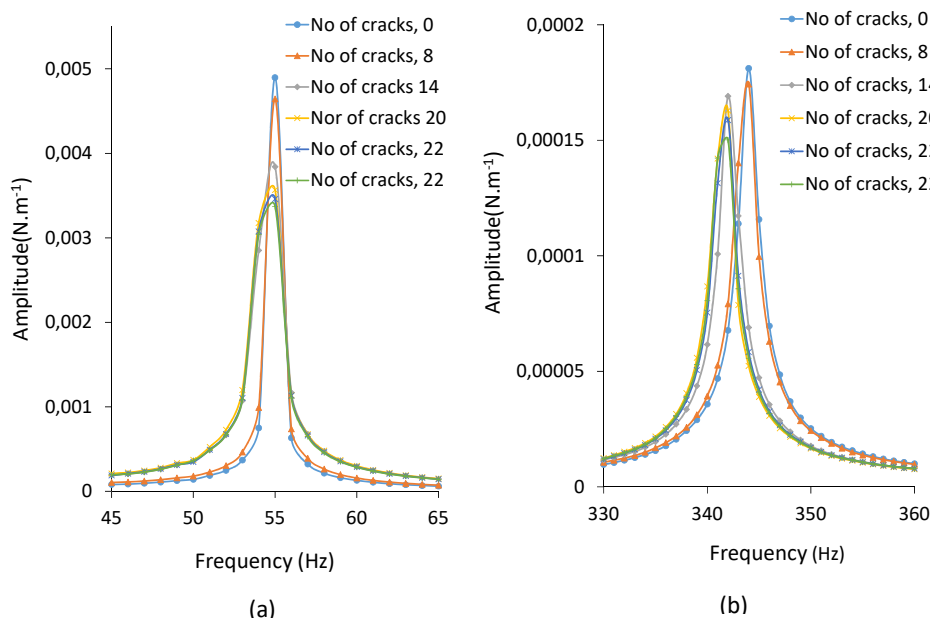 No of cracks, 0
No of cracks, 8
No of cracks 14
Nor of cracks 20
No of cracks, 22
No of cracks, 22
0,005
0,004
0,003
0,002
0,001
0
45
50
55
60
65
Amplitude(N.m-1)
Frequency (Hz)
(a)
No of cracks, 0
No of cracks, 8
No of cracks, 14
No of cracks, 20
No of cracks, 22
No of cracks, 22
0,0002
0,00015
0,0001
0,00005
0
330
340
350
360
Amplitude(N.m-1)
Frequency (Hz)
(b)